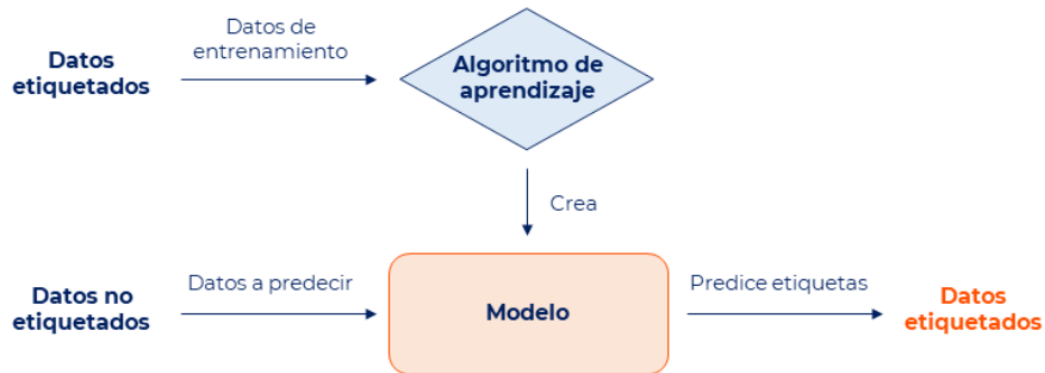 Datos de
entrenamiento
Datos
etiquetados
Algoritmo de
aprendizaje
Crea
Datos no
etiquetados
Datos a predecir
Modelo
Predice etiquetas
Datos
etiquetados